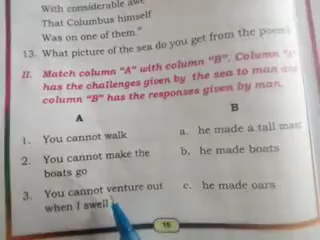 With considerable awe
That Columbus himself
Was on one of them."
13. What picture of the sea do you get from the poem
II. Match column "A" with column "B". Column "A"
has the challenges given by the sea to man and
column "B" has the responses given by man.
A B
1. You cannot walk a. he made a tall mast
2. You cannot make the b. he made boats
boats go
3. You cannot venture out c. he made oars
when I swell
15